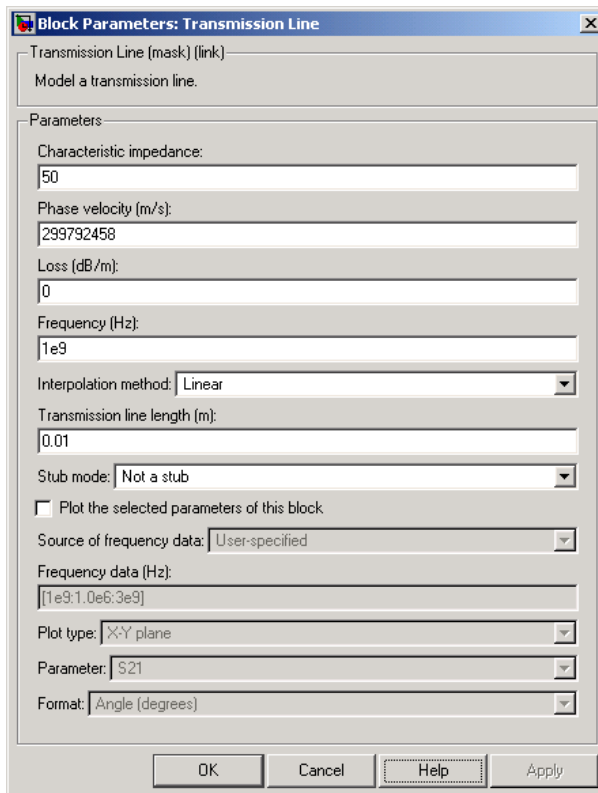 Block Parameters: Transmission Line
Transmission Line (mask) (link)
Model a transmission line.
Parameters
Characteristic impedance:
50
Phase velocity (m/s):
299792458
Loss (dB/m):
0
Frequency (Hz):
1e9
Interpolation method: Linear
Transmission line length (m):
0.01
Stub mode: Not a stub
Plot the selected parameters of this block
Source of frequency data: User-specified
Frequency data (Hz):
[1e9:1.0e6:3e9]
Plot type: X-Y plane
Parameter: S21
Format: Angle (degrees)
OK Cancel Help Apply